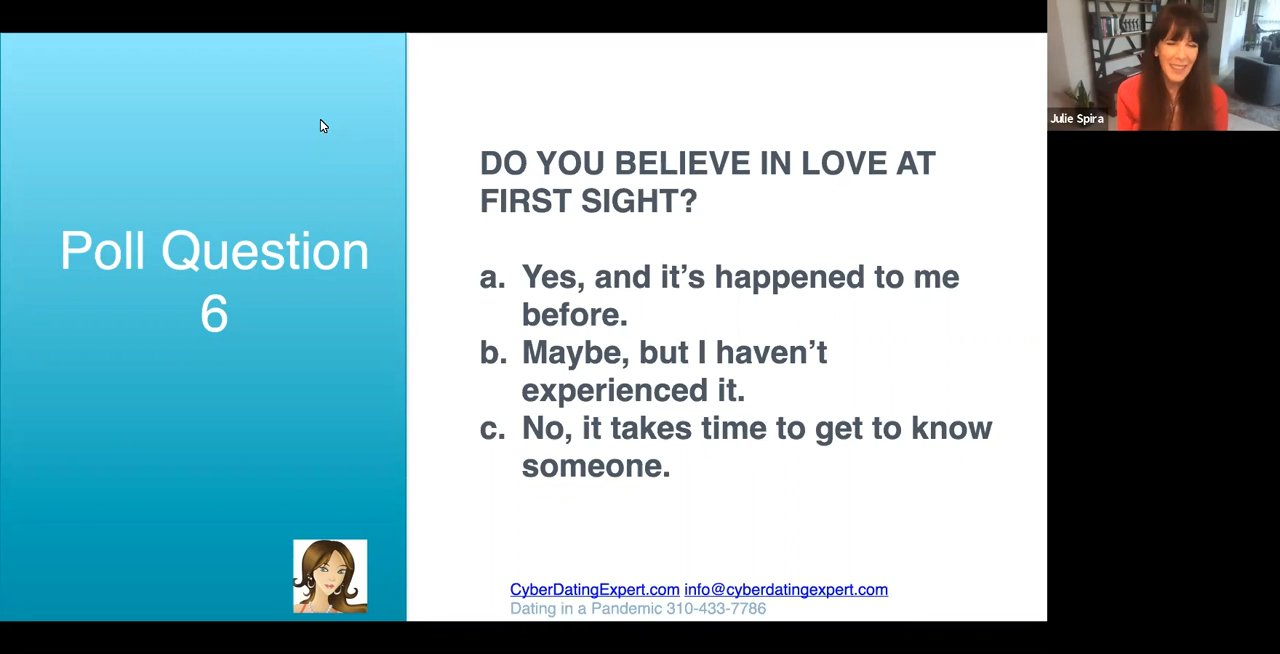 Poll Question
6
DO YOU BELIEVE IN LOVE AT
FIRST SIGHT?
a. Yes, and it’s happened to me
before.
b. Maybe, but I haven’t
experienced it.
c. No, it takes time to get to know
someone.
CyberDatingExpert.com info@cyberdatingexpert.com
Dating in a Pandemic 310-433-7786
Julie Spira